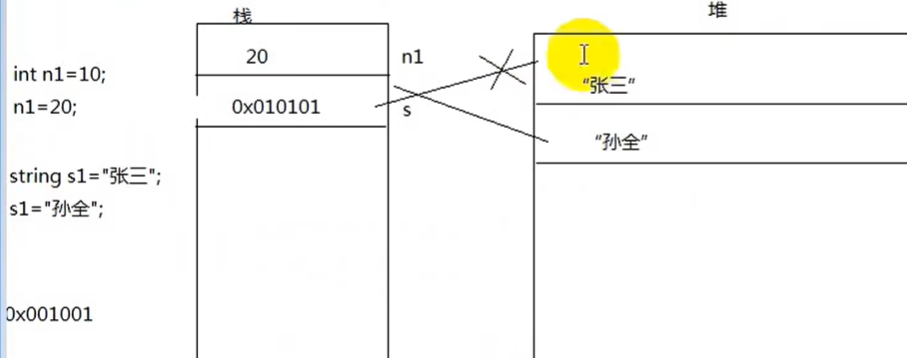 栈
堆
20
n1
int n1=10;
"张三"
n1=20;
0x010101
s
"孙全"
string s1="张三";
s1="孙全";
0x001001